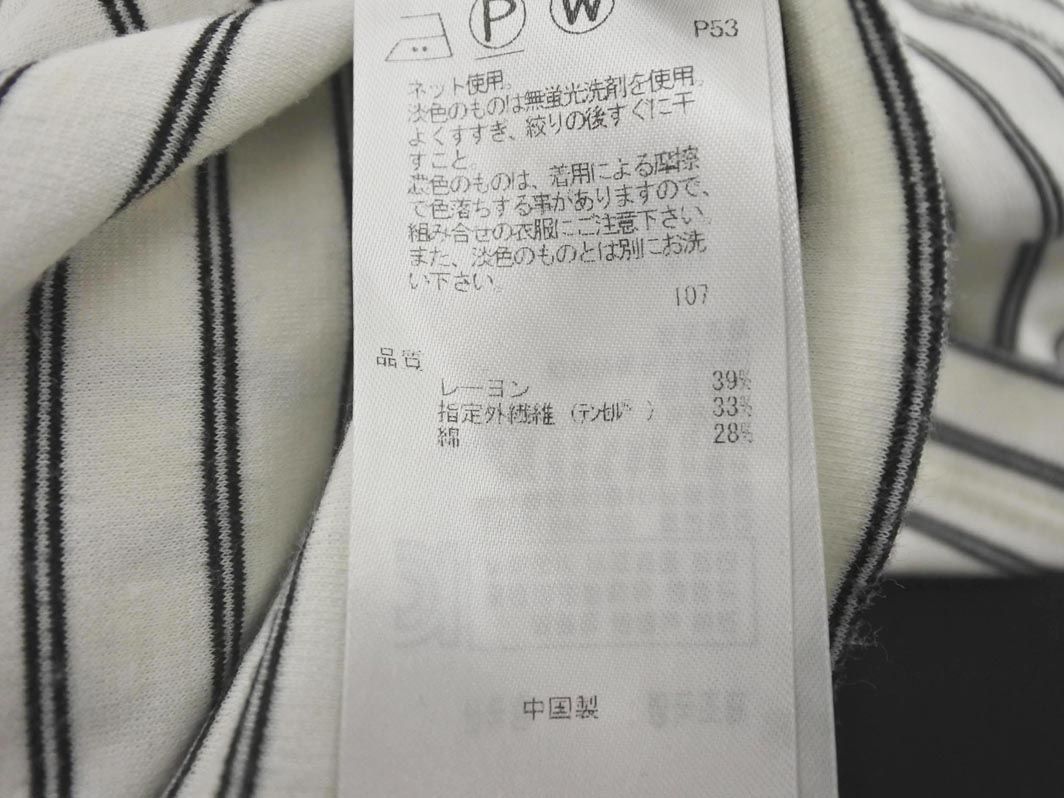 P W
P53
ネット使用。
淡色のものは無蛍光洗剤を使用。
よくすすぎ、絞りの後すぐに干
すこと。
濃色のものは、着用による摩擦
で色落ちする事がありますので、
組み合せの衣服にご注意下さい。
また、淡色のものとは別にお洗
い下さい。
107
品質
レーヨン 39%
指定外繊維 (ﾃﾝｾﾙ ) 33%
綿 28%
中国製